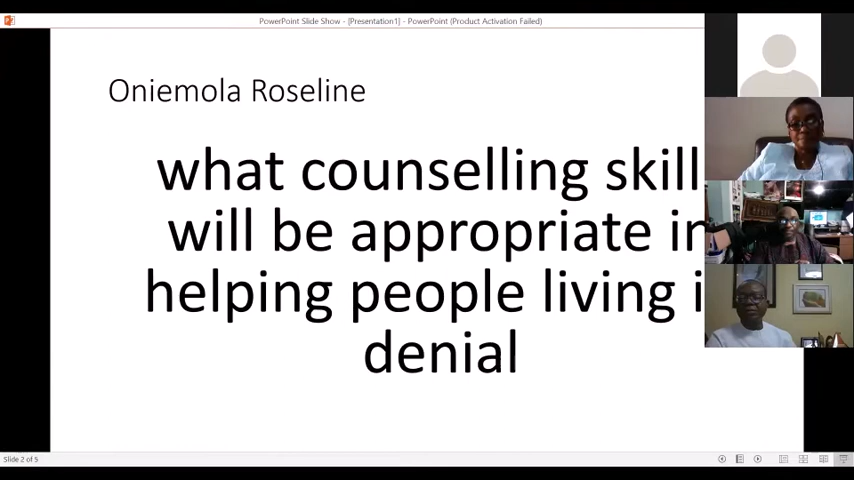 PowerPoint Slide Show - [Presentation1] - PowerPoint (Product Activation Failed)
Oniemola Roseline
what counselling skill
will be appropriate in
helping people living i
denial
Slide 2 of 5